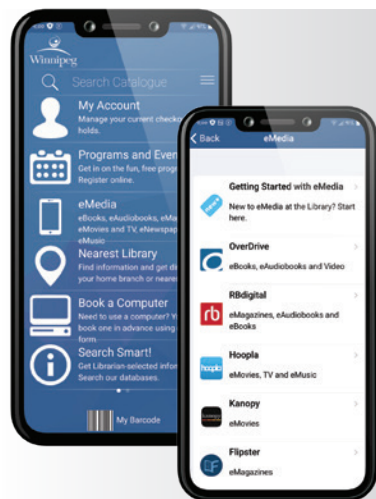 Winnipeg
Search Catalogue
My Account
Manage your current checko
holds.
Programs and Even
Get in on the fun, free progr
Register online.
eMedia
eBooks, eAudiobooks, eMa
eMovies and TV, eNewspap
eMusic
Nearest Library
Find information and get di
your home branch or neare
Book a Computer
Need to use a computer? Y
book one in advance using
form.
Search Smart!
Get Librarian-selected infor
Search our databases.
My Barcode
Back
eMedia
Getting Started with eMedia
New to eMedia at the Library? Start
here.
OverDrive
eBooks, eAudiobooks and Video
RBdigital
rb
eMagazines, eAudiobooks and
eBooks
Hoopla
hoopla
eMovies, TV and eMusic
Kanopy
eMovies
Flipster
eMagazines